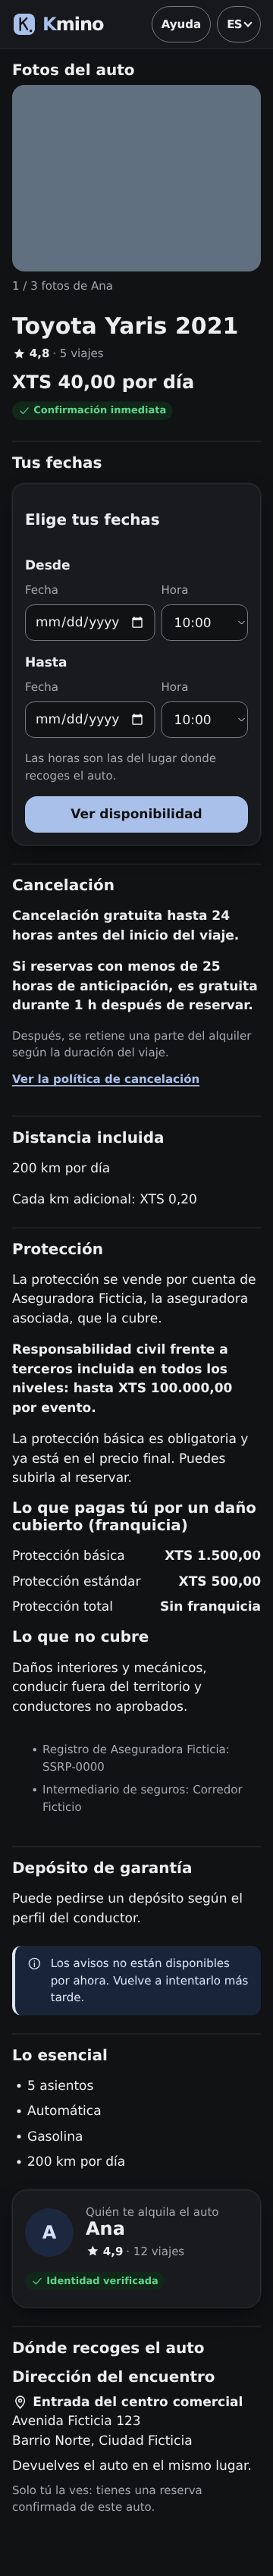 Kmino
Ayuda
ES
Fotos del auto
1 / 3 fotos de Ana
Toyota Yaris 2021
4,8 · 5 viajes
XTS 40,00 por día
Confirmación inmediata
Tus fechas
Elige tus fechas
Desde
Fecha
Hora
mm/dd/yyyy
10:00
Hasta
Fecha
Hora
mm/dd/yyyy
10:00
Las horas son las del lugar donde
recoges el auto.
Ver disponibilidad
Cancelación
Cancelación gratuita hasta 24
horas antes del inicio del viaje.
Si reservas con menos de 25
horas de anticipación, es gratuita
durante 1 h después de reservar.
Después, se retiene una parte del alquiler
según la duración del viaje.
Ver la política de cancelación
Distancia incluida
200 km por día
Cada km adicional: XTS 0,20
Protección
La protección se vende por cuenta de
Aseguradora Ficticia, la aseguradora
asociada, que la cubre.
Responsabilidad civil frente a
terceros incluida en todos los
niveles: hasta XTS 100.000,00
por evento.
La protección básica es obligatoria y
ya está en el precio final. Puedes
subirla al reservar.
Lo que pagas tú por un daño
cubierto (franquicia)
Protección básica XTS 1.500,00
Protección estándar XTS 500,00
Protección total Sin franquicia
Lo que no cubre
Daños interiores y mecánicos,
conducir fuera del territorio y
conductores no aprobados.
• Registro de Aseguradora Ficticia:
SSRP-0000
• Intermediario de seguros: Corredor
Ficticio
Depósito de garantía
Puede pedirse un depósito según el
perfil del conductor.
Los avisos no están disponibles
por ahora. Vuelve a intentarlo más
tarde.
Lo esencial
• 5 asientos
• Automática
• Gasolina
• 200 km por día
A
Quién te alquila el auto
Ana
4,9 · 12 viajes
Identidad verificada
Dónde recoges el auto
Dirección del encuentro
Entrada del centro comercial
Avenida Ficticia 123
Barrio Norte, Ciudad Ficticia
Devuelves el auto en el mismo lugar.
Solo tú la ves: tienes una reserva
confirmada de este auto.